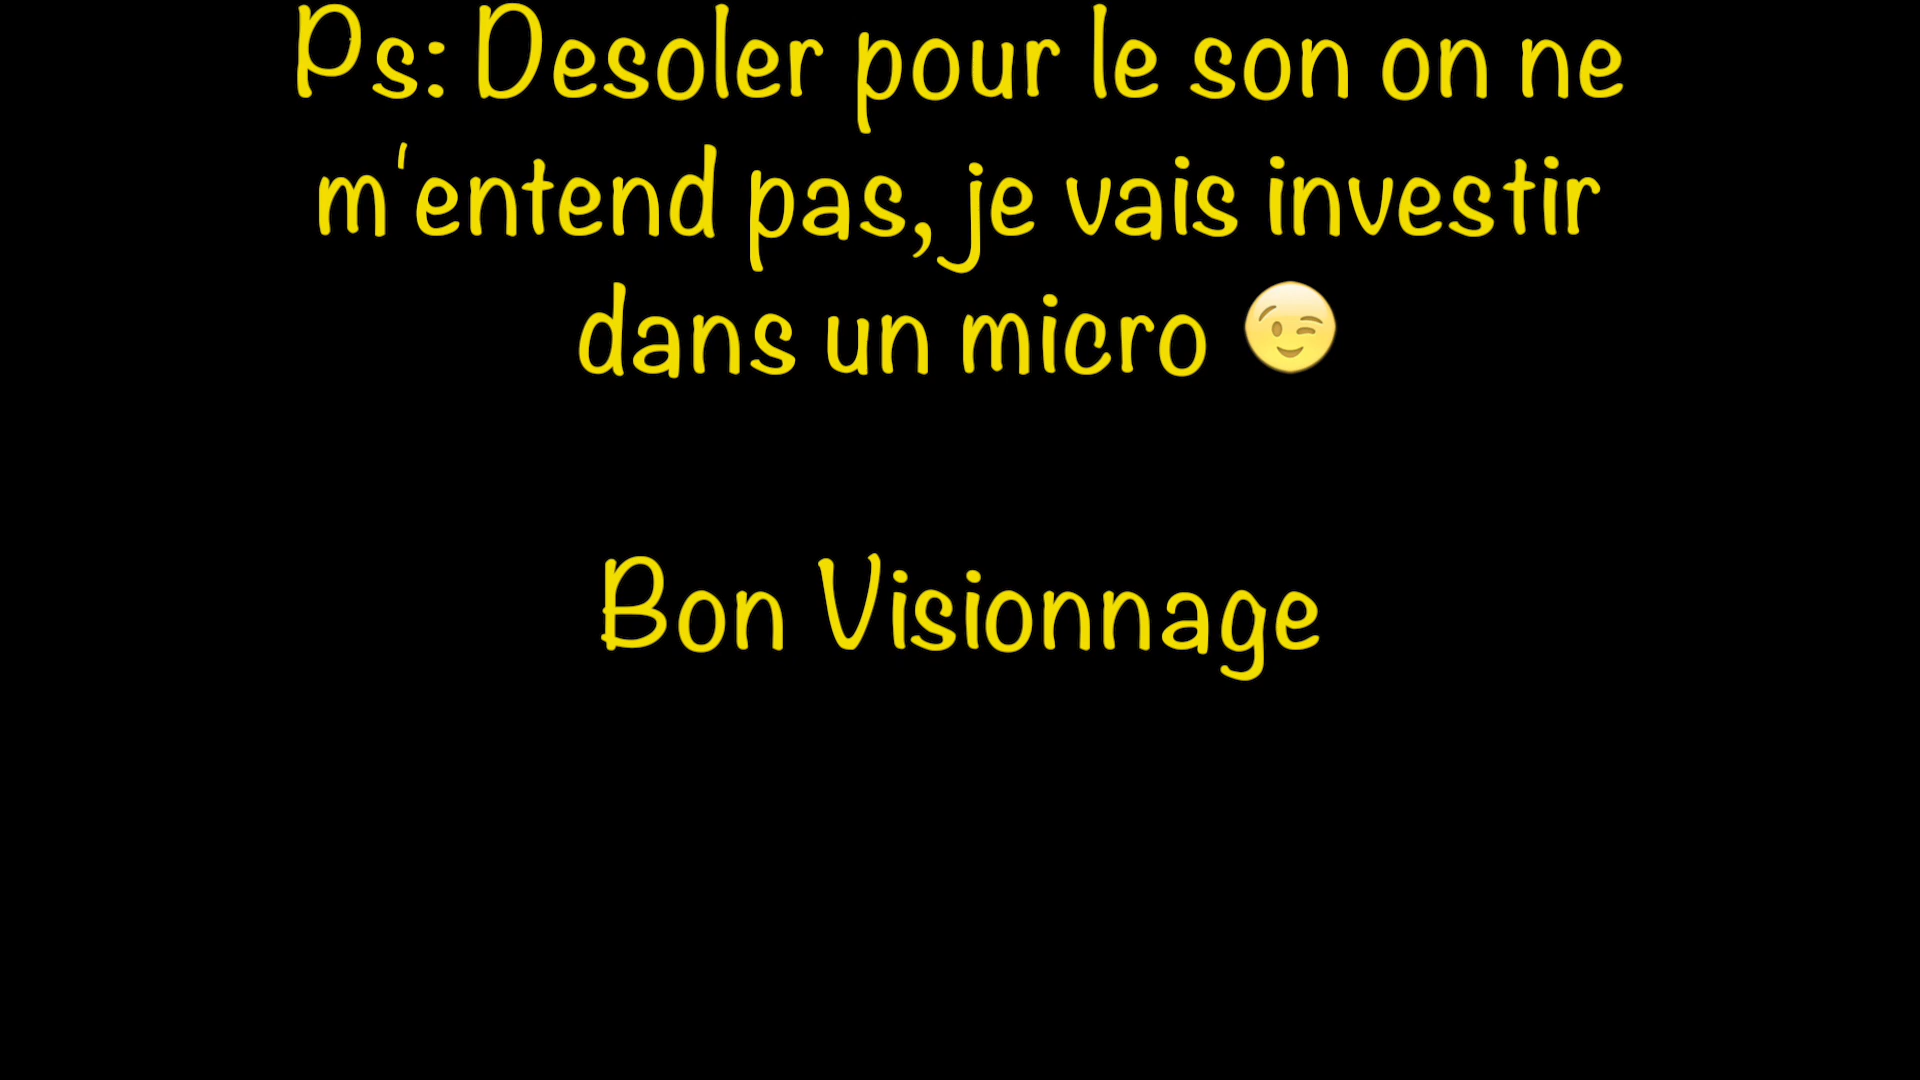 Ps: Desoler pour le son on ne
m'entend pas, je vais investir
dans un micro 😉
Bon Visionnage